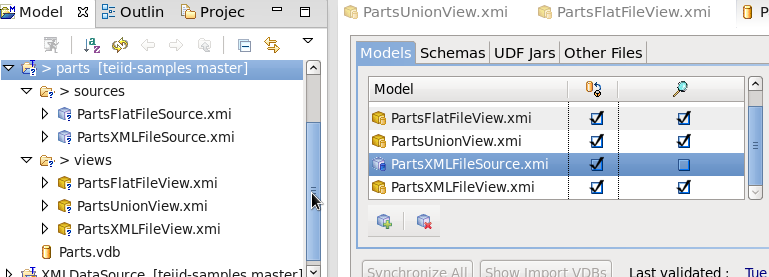 Model
Outlin
Projec
> parts [teiid-samples master]
> sources
PartsFlatFileSource.xmi
PartsXMLFileSource.xmi
> views
PartsFlatFileView.xmi
PartsUnionView.xmi
PartsXMLFileView.xmi
Parts.vdb
XMLDataSource [teiid-samples master]
PartsUnionView.xmi
PartsFlatFileView.xmi
P
Models
Schemas
UDF Jars
Other Files
Model
PartsFlatFileView.xmi
PartsUnionView.xmi
PartsXMLFileSource.xmi
PartsXMLFileView.xmi
Synchronize All
Show Import VDBs
Last validated : Tue